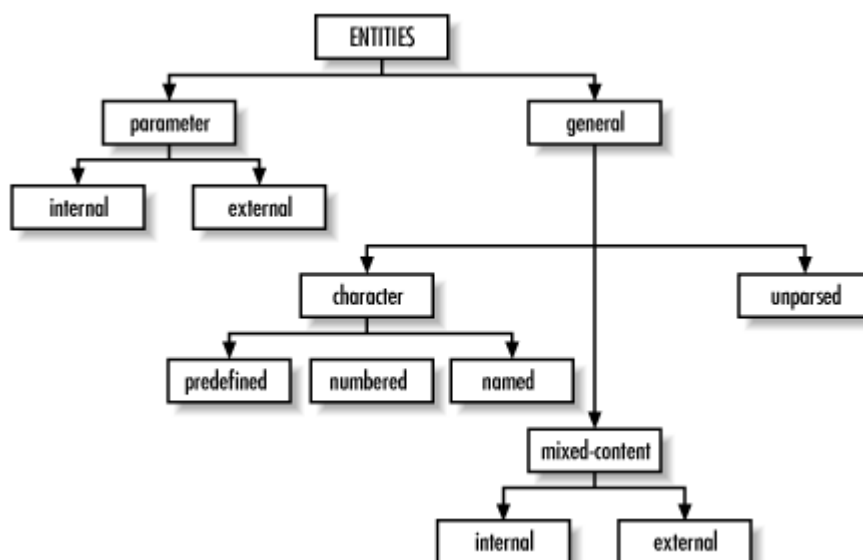 ENTITIES
parameter
general
internal
external
character
unparsed
predefined
numbered
named
mixed-content
internal
external